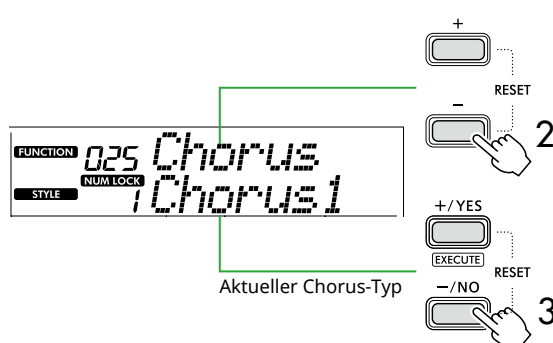 +
RESET
−
2
FUNCTION 025 Chorus
NUM LOCK
STYLE 1 Chorus1
+/YES
EXECUTE
RESET
Aktueller Chorus-Typ
−/NO
3